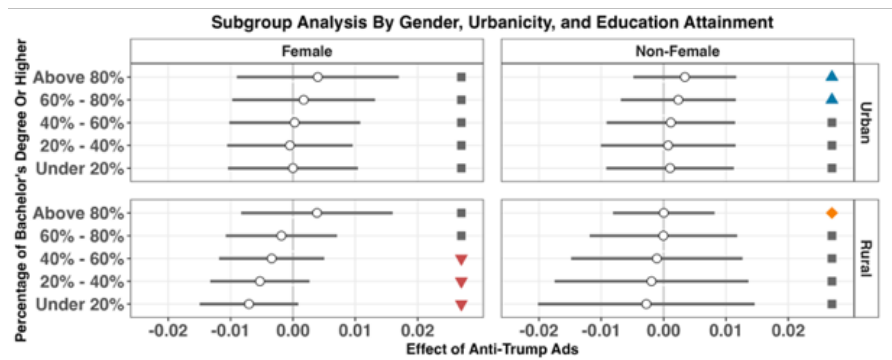 Subgroup Analysis By Gender, Urbanicity, and Education Attainment
Percentage of Bachelor's Degree Or Higher
Female
Non-Female
Above 80%
60% - 80%
40% - 60%
20% - 40%
Under 20%
Urban
Above 80%
60% - 80%
40% - 60%
20% - 40%
Under 20%
Rural
-0.02 -0.01 0.00 0.01 0.02
-0.02 -0.01 0.00 0.01 0.02
Effect of Anti-Trump Ads